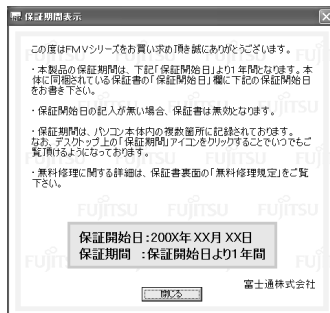 保証期間表示
この度はFMVシリーズをお買い求め頂き誠にありがとうございます。
・本製品の保証期間は、下記「保証開始日」より1年間となります。本
体に同梱されている保証書の「保証開始日」欄に下記の保証開始日
をお書き下さい。
・保証開始日の記入が無い場合、保証書は無効となります。
・保証期間は、パソコン本体内の複数箇所に記録されております。
なお、デスクトップ上の「保証期間」アイコンをクリックすることでいつでもご
覧頂けるようになっております。
・無料修理に関する詳細は、保証書裏面の「無料修理規定」をご覧
下さい。
FUJITSU FUJITSU FUJITSU
保証開始日:200X年XX月XX日
保証期間 :保証開始日より1年間
富士通株式会社
閉じる